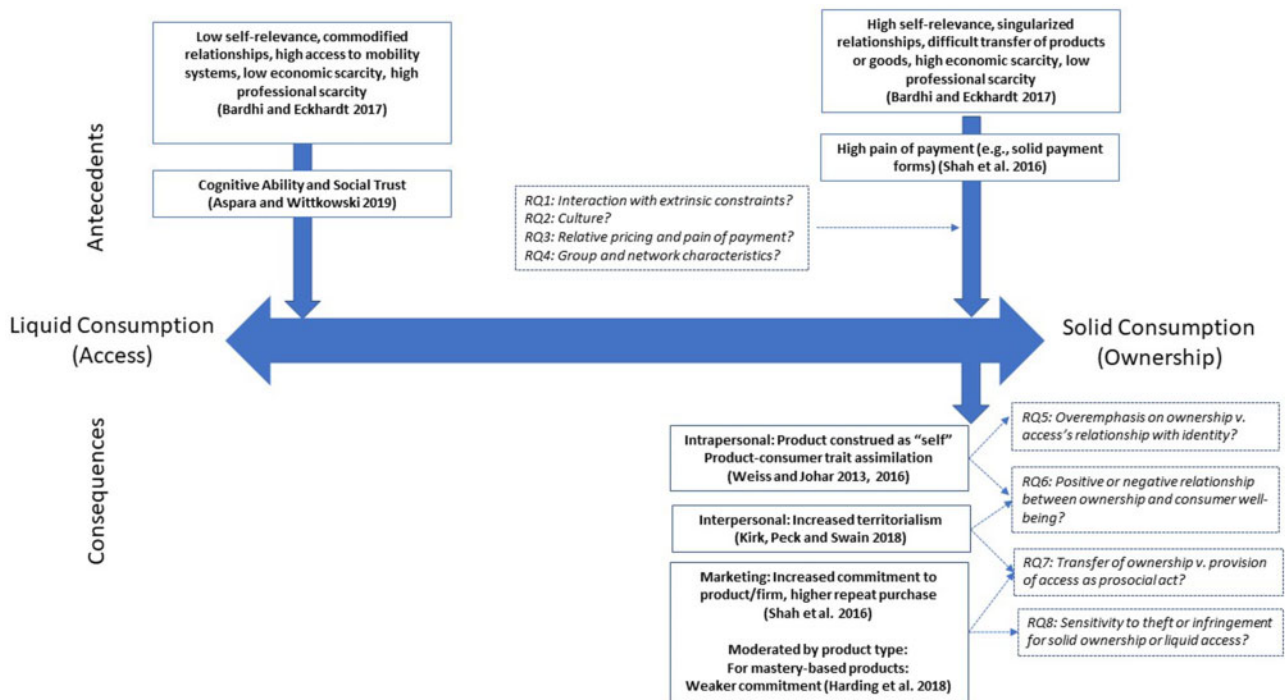 Low self-relevance, commodified
relationships, high access to mobility
systems, low economic scarcity, high
professional scarcity
(Bardhi and Eckhardt 2017)
High self-relevance, singularized
relationships, difficult transfer of products
or goods, high economic scarcity, low
professional scarcity
(Bardhi and Eckhardt 2017)
Antecedents
Cognitive Ability and Social Trust
(Aspara and Wittkowski 2019)
High pain of payment (e.g., solid payment
forms) (Shah et al. 2016)
RQ1: Interaction with extrinsic constraints?
RQ2: Culture?
RQ3: Relative pricing and pain of payment?
RQ4: Group and network characteristics?
Liquid Consumption
(Access)
Solid Consumption
(Ownership)
Consequences
Intrapersonal: Product construed as “self”
Product-consumer trait assimilation
(Weiss and Johar 2013, 2016)
Interpersonal: Increased territorialism
(Kirk, Peck and Swain 2018)
Marketing: Increased commitment to
product/firm, higher repeat purchase
(Shah et al. 2016)
Moderated by product type:
For mastery-based products:
Weaker commitment (Harding et al. 2018)
RQ5: Overemphasis on ownership v.
access's relationship with identity?
RQ6: Positive or negative relationship
between ownership and consumer well-
being?
RQ7: Transfer of ownership v. provision
of access as prosocial act?
RQ8: Sensitivity to theft or infringement
for solid ownership or liquid access?